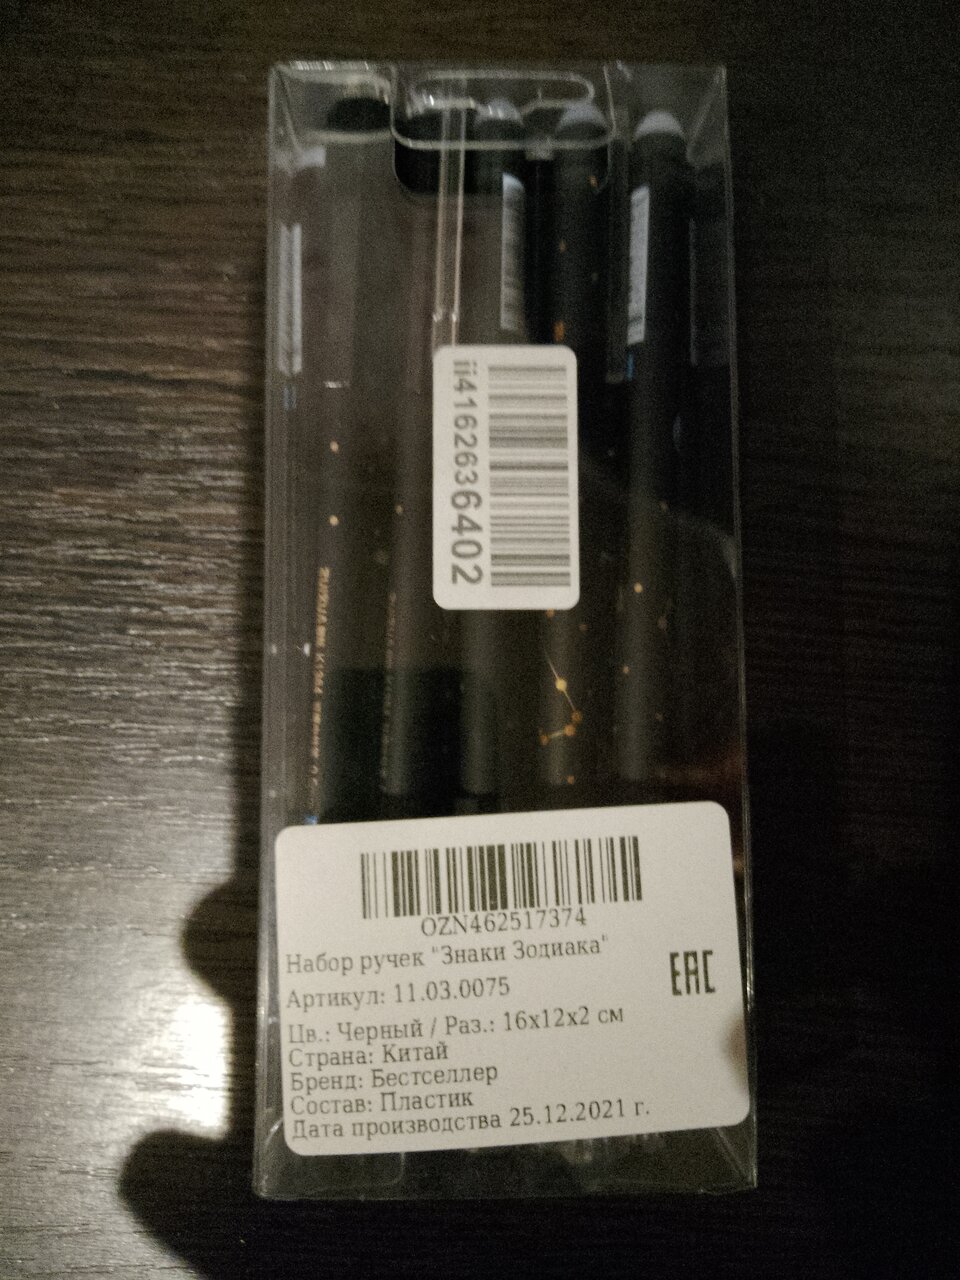 ii4162636402
OZN462517374
Набор ручек "Знаки Зодиака"
Артикул: 11.03.0075
EAC
Цв.: Черный / Раз.: 16x12x2 см
Страна: Китай
Бренд: Бестселлер
Состав: Пластик
Дата производства 25.12.2021 г.